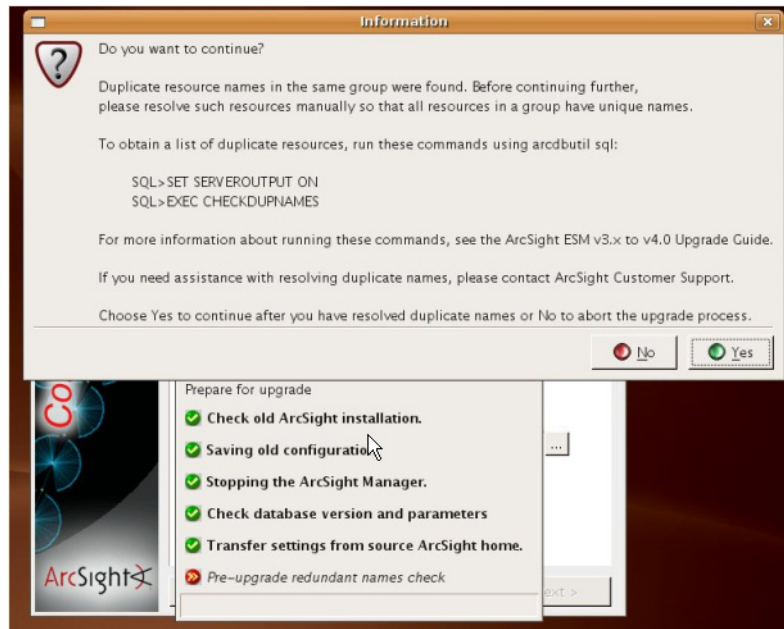 Information
Do you want to continue?
Duplicate resource names in the same group were found. Before continuing further,
please resolve such resources manually so that all resources in a group have unique names.
To obtain a list of duplicate resources, run these commands using arcdbutil sql:
SQL>SET SERVEROUTPUT ON
SQL>EXEC CHECKDUPNAMES
For more information about running these commands, see the ArcSight ESM v3.x to v4.0 Upgrade Guide.
If you need assistance with resolving duplicate names, please contact ArcSight Customer Support.
Choose Yes to continue after you have resolved duplicate names or No to abort the upgrade process.
No
Yes
Co
Prepare for upgrade
Check old ArcSight installation.
Saving old configuration
...
Stopping the ArcSight Manager.
Check database version and parameters
Transfer settings from source ArcSight home.
Pre-upgrade redundant names check
ArcSight
ext >